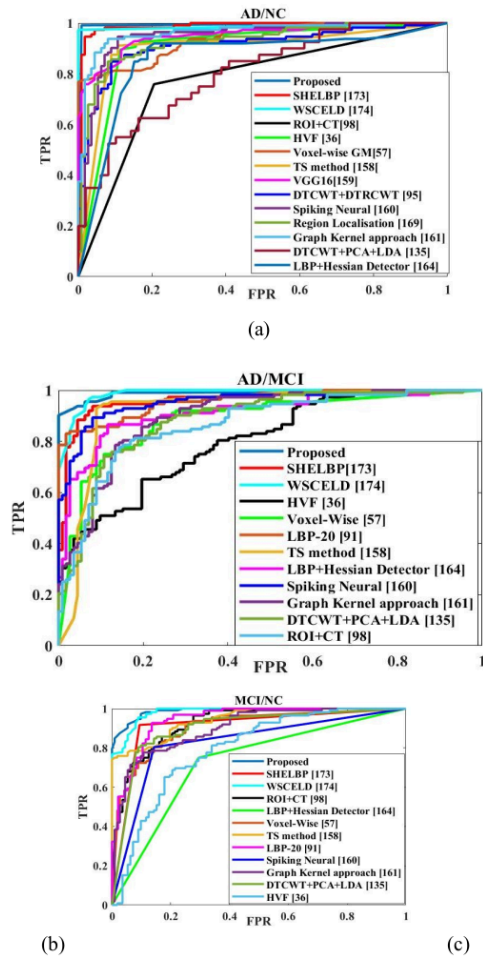 AD/NC
1
0.8
0.6
0.4
0.2
0
TPR
Proposed
SHELBP [173]
WSCELD [174]
ROI+CT[98]
HVF [36]
Voxel-wise GM[57]
TS method [158]
VGG16[159]
DTCWT+DTRCWT [95]
Spiking Neural [160]
Region Localisation [169]
Graph Kernel approach [161]
DTCWT+PCA+LDA [135]
LBP+Hessian Detector [164]
0 0.2 0.4 0.6 0.8 1
FPR
(a)
AD/MCI
1
0.8
0.6
0.4
0.2
0
TPR
Proposed
SHELBP[173]
WSCELD [174]
HVF [36]
Voxel-Wise [57]
LBP-20 [91]
TS method [158]
LBP+Hessian Detector [164]
Spiking Neural [160]
Graph Kernel approach [161]
DTCWT+PCA+LDA [135]
ROI+CT [98]
0 0.2 0.4 0.6 0.8 1
FPR
MCI/NC
1
0.8
0.6
0.4
0.2
0
TPR
Proposed
SHELBP [173]
WSCELD [174]
ROI+CT [98]
LBP+Hessian Detector [164]
Voxel-Wise [57]
TS method [158]
LBP-20 [91]
Spiking Neural [160]
Graph Kernel approach [161]
DTCWT+PCA+LDA [135]
HVF [36]
0 0.2 0.4 0.6 0.8 1
FPR
(b) (c)